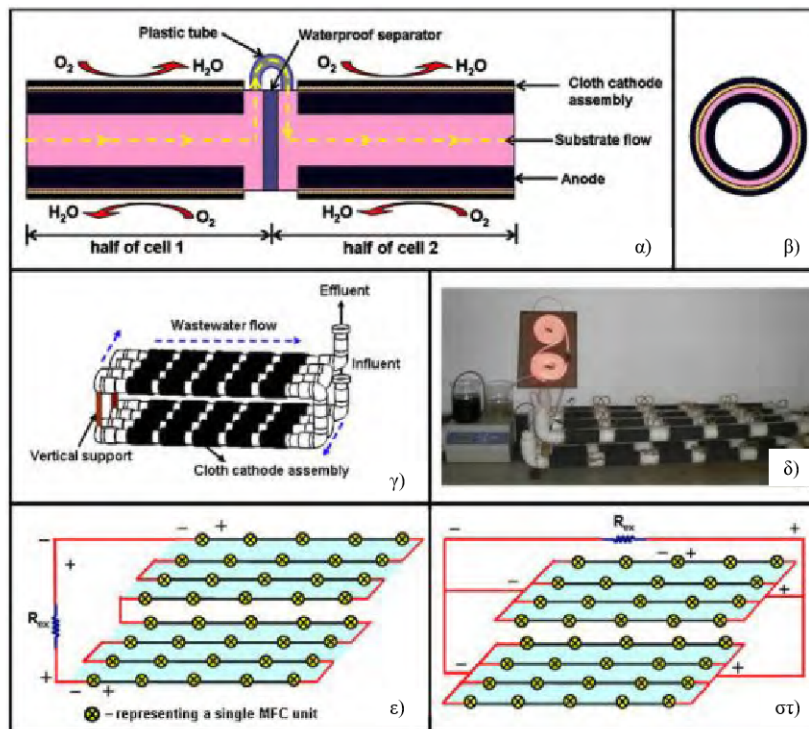 Plastic tube
Waterproof separator
O2
H2O
O2
H2O
Cloth cathode
assembly
Substrate flow
Anode
H2O
O2
H2O
O2
half of cell 1
half of cell 2
α)
β)
Effluent
Wastewater flow
Influent
Vertical support
Cloth cathode assembly
γ)
δ)
− +
−
+
Rex
+
− +
– representing a single MFC unit
ε)
Rex
−
+
− +
−
+
−
+
στ)